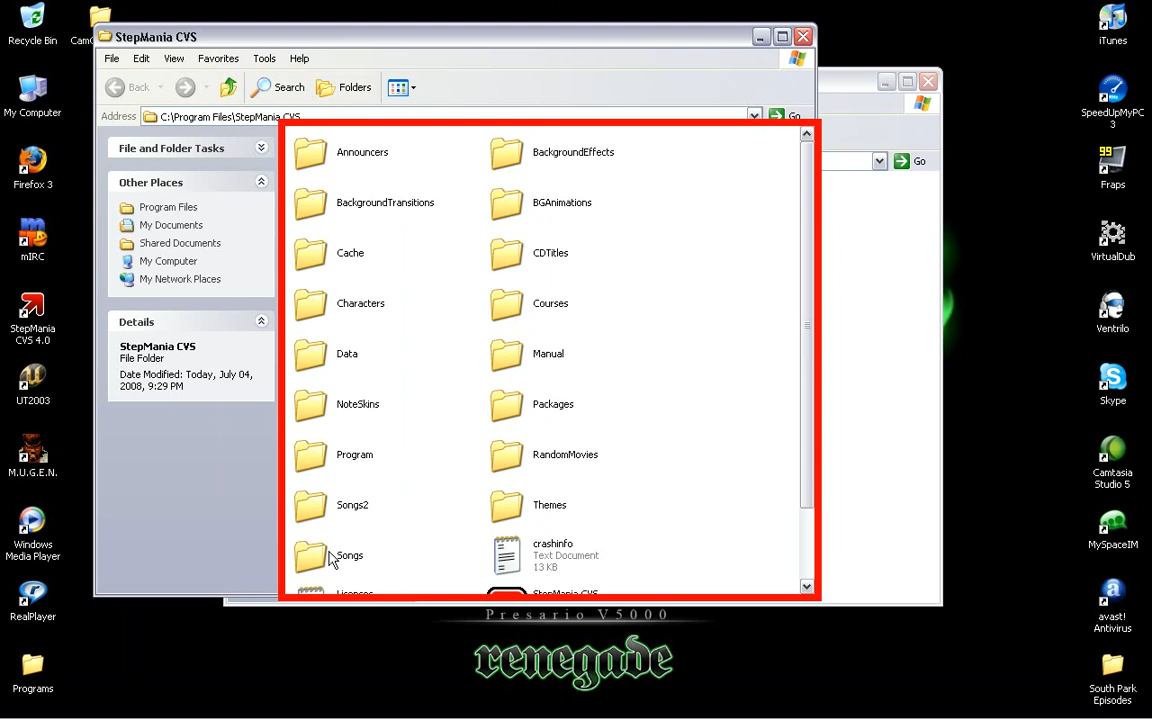 Recycle Bin
Cam
StepMania CVS
File Edit View Favorites Tools Help
Back Search Folders
Address C:\Program Files\StepMania CVS Go
Go
File and Folder Tasks
Other Places
Program Files
My Documents
Shared Documents
My Computer
My Network Places
Details
StepMania CVS
File Folder
Date Modified: Today, July 04,
2008, 9:29 PM
Announcers
BackgroundEffects
BackgroundTransitions
BGAnimations
Cache
CDTitles
Characters
Courses
Data
Manual
NoteSkins
Packages
Program
RandomMovies
Songs2
Themes
Songs
crashinfo
Text Document
13 KB
Licenses
StepMania CVS
My Computer
Firefox 3
mIRC
StepMania
CVS 4.0
UT2003
M.U.G.E.N.
Windows
Media Player
RealPlayer
Programs
iTunes
SpeedUpMyPC
3
99
Fraps
VirtualDub
Ventrilo
Skype
Camtasia
Studio 5
MySpaceIM
avast!
Antivirus
South Park
Episodes
Presario V5000
renegade